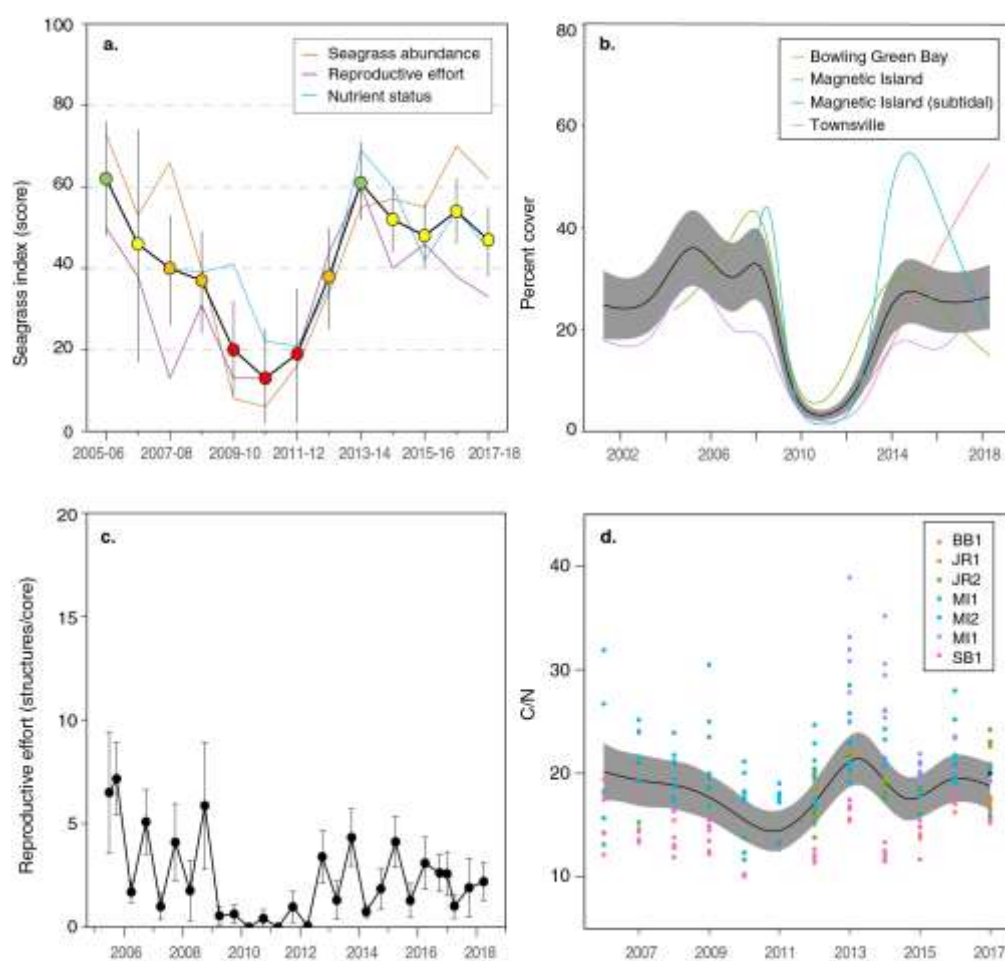 a.
Seagrass abundance
Reproductive effort
Nutrient status
Seagrass index (score)
100
80
60
40
20
0
2005-06 2007-08 2009-10 2011-12 2013-14 2015-16 2017-18
b.
Bowling Green Bay
Magnetic Island
Magnetic Island (subtidal)
Townsville
Percent cover
80
60
40
20
0
2002 2006 2010 2014 2018
c.
Reproductive effort (structures/core)
20
15
10
5
0
2006 2008 2010 2012 2014 2016 2018
d.
BB1
JR1
JR2
MI1
MI2
MI1
SB1
C/N
40
30
20
10
2007 2009 2011 2013 2015 2017